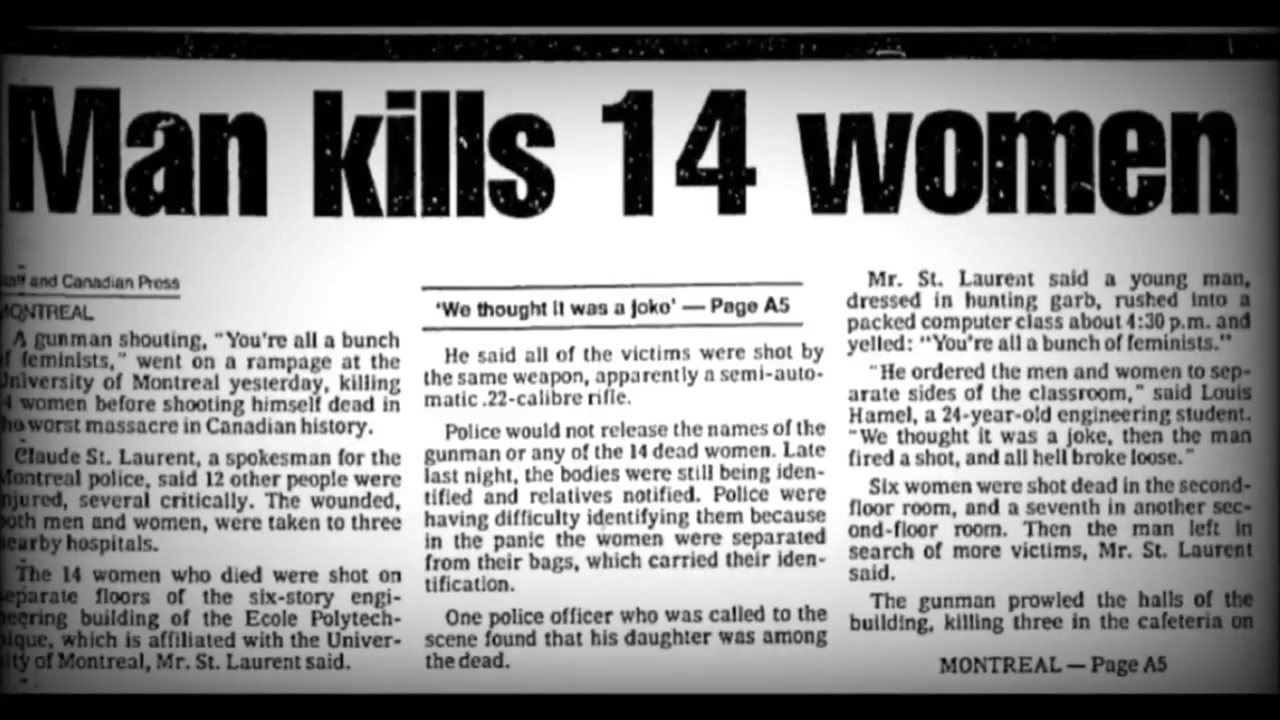 Man kills 14 women
and Canadian Press
MONTREAL
A gunman shouting, "You're all a bunch
feminists," went on a rampage at the
University of Montreal yesterday, killing
women before shooting himself dead in
worst massacre in Canadian history.
Claude St. Laurent, a spokesman for the
Montreal police, said 12 other people were
injured, several critically. The wounded,
both men and women, were taken to three
nearby hospitals.
The 14 women who died were shot on
separate floors of the six-story engi-
neering building of the Ecole Polytech-
nique, which is affiliated with the Univer-
sity of Montreal, Mr. St. Laurent said.
'We thought it was a joke' — Page A5
He said all of the victims were shot by
the same weapon, apparently a semi-auto-
matic .22-calibre rifle.
Police would not release the names of the
gunman or any of the 14 dead women. Late
last night, the bodies were still being iden-
tified and relatives notified. Police were
having difficulty identifying them because
in the panic the women were separated
from their bags, which carried their iden-
tification.
One police officer who was called to the
scene found that his daughter was among
the dead.
Mr. St. Laurent said a young man,
dressed in hunting garb, rushed into a
packed computer class about 4:30 p.m. and
yelled: "You're all a bunch of feminists."
"He ordered the men and women to sep-
arate sides of the classroom," said Louis
Hamel, a 24-year-old engineering student.
"We thought it was a joke, then the man
fired a shot, and all hell broke loose."
Six women were shot dead in the second-
floor room, and a seventh in another sec-
ond-floor room. Then the man left in
search of more victims, Mr. St. Laurent
said.
The gunman prowled the halls of the
building, killing three in the cafeteria on
MONTREAL — Page A5